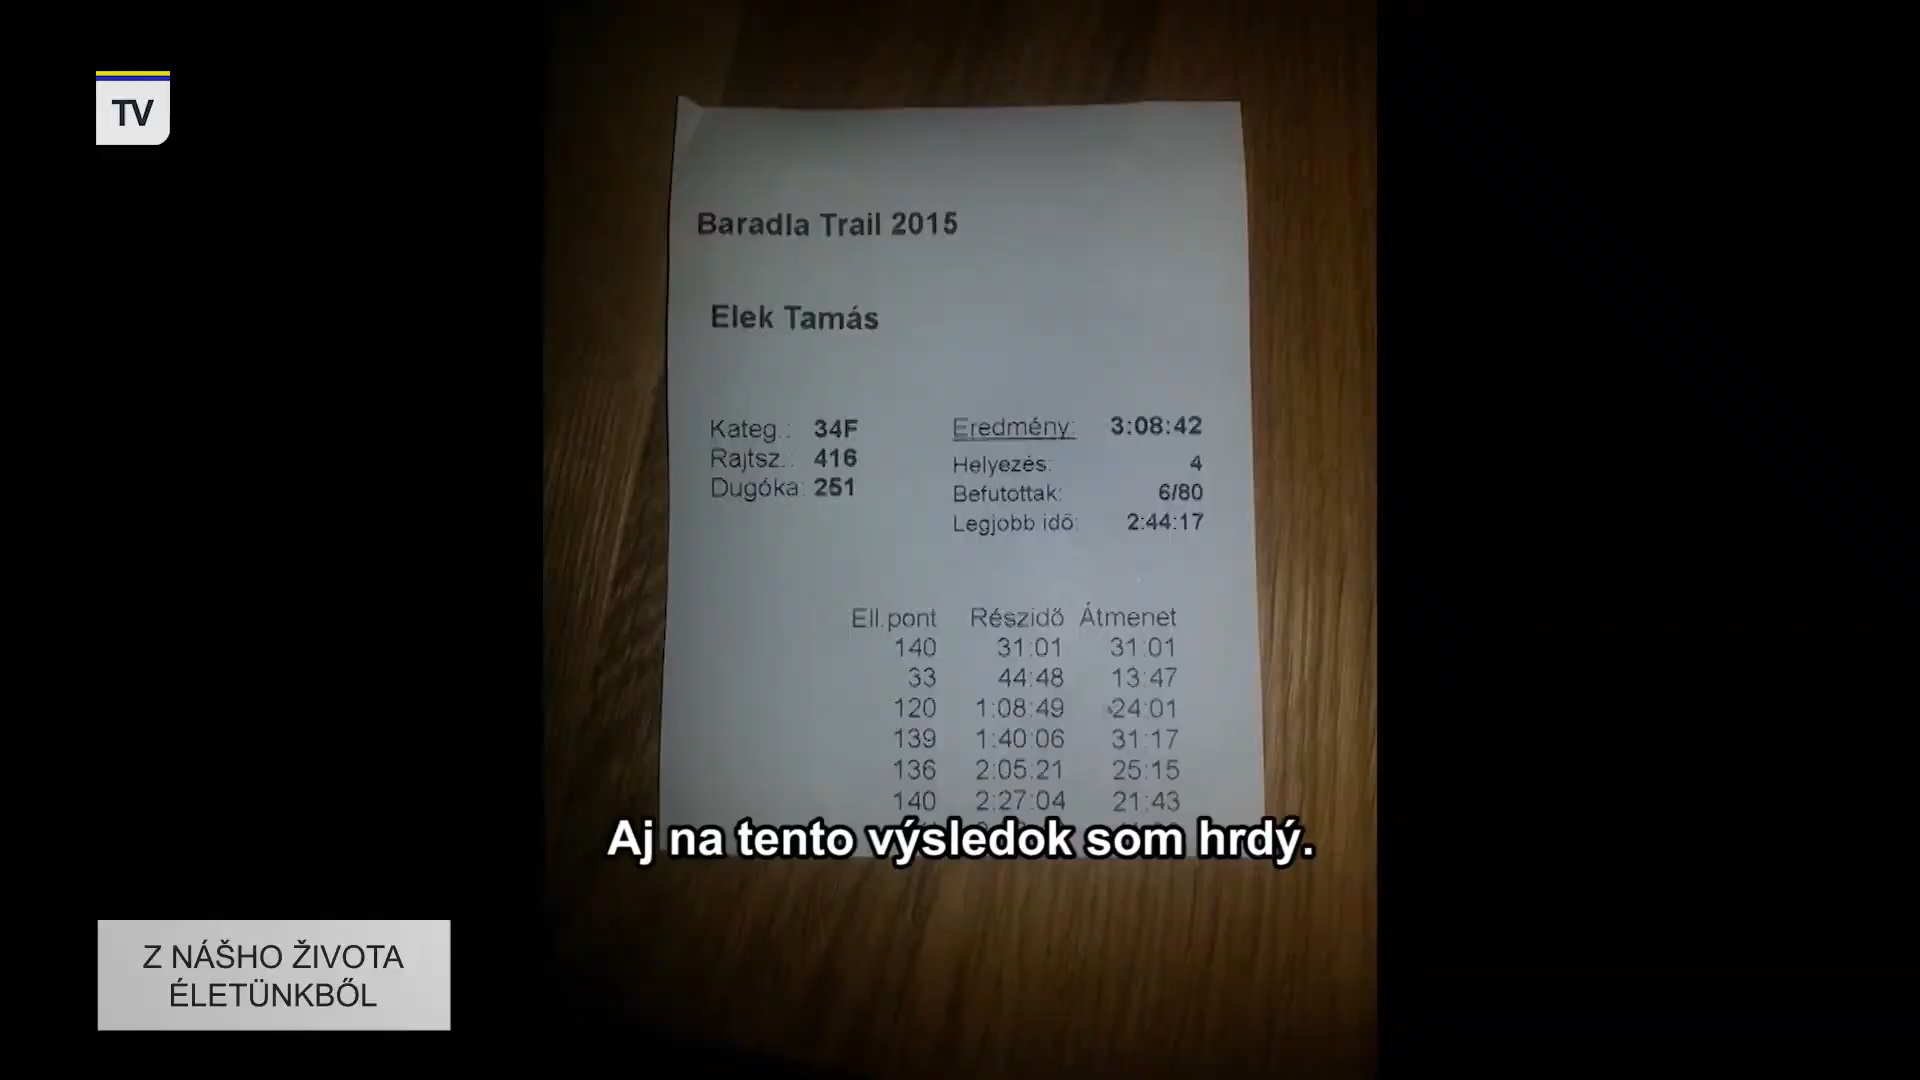 TV
Baradla Trail 2015
Elek Tamás
Kateg.: 34F
Rajtsz.: 416
Dugóka: 251
Eredmény: 3:08:42
Helyezés: 4
Befutottak: 6/80
Legjobb idő: 2:44:17
Ell.pont Részidő Átmenet
140 31:01 31:01
33 44:48 13:47
120 1:08:49 24:01
139 1:40:06 31:17
136 2:05:21 25:15
140 2:27:04 21:43
Aj na tento výsledok som hrdý.
Z NÁŠHO ŽIVOTA
ÉLETÜNKBŐL